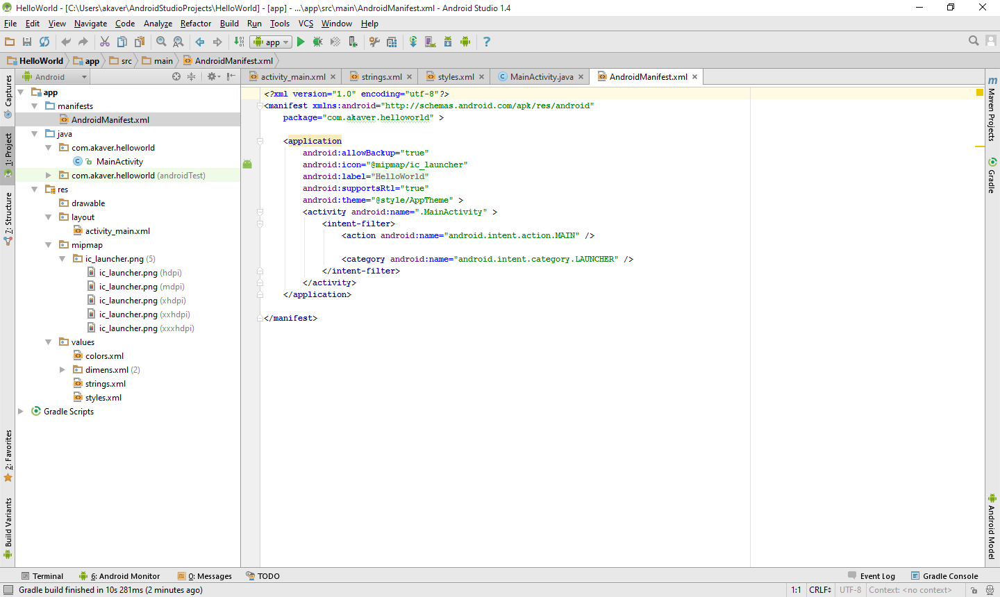 HelloWorld - [C:\Users\akaver\AndroidStudioProjects\HelloWorld] - [app] - ...\app\src\main\AndroidManifest.xml - Android Studio 1.4
File Edit View Navigate Code Analyze Refactor Build Run Tools VCS Window Help
app
HelloWorld app src main AndroidManifest.xml
Android
activity_main.xml strings.xml styles.xml MainActivity.java AndroidManifest.xml
Captures
1: Project
7: Structure
2: Favorites
Build Variants
app
manifests
AndroidManifest.xml
java
com.akaver.helloworld
MainActivity
com.akaver.helloworld (androidTest)
res
drawable
layout
activity_main.xml
mipmap
ic_launcher.png (5)
ic_launcher.png (hdpi)
ic_launcher.png (mdpi)
ic_launcher.png (xhdpi)
ic_launcher.png (xxhdpi)
ic_launcher.png (xxxhdpi)
values
colors.xml
dimens.xml (2)
strings.xml
styles.xml
Gradle Scripts
<?xml version="1.0" encoding="utf-8"?>
<manifest xmlns:android="http://schemas.android.com/apk/res/android"
package="com.akaver.helloworld" >
<application
android:allowBackup="true"
android:icon="@mipmap/ic_launcher"
android:label="HelloWorld"
android:supportsRtl="true"
android:theme="@style/AppTheme" >
<activity android:name=".MainActivity" >
<intent-filter>
<action android:name="android.intent.action.MAIN" />
<category android:name="android.intent.category.LAUNCHER" />
</intent-filter>
</activity>
</application>
</manifest>
Maven Projects
Gradle
Android Model
Terminal 6: Android Monitor 0: Messages TODO Event Log Gradle Console
Gradle build finished in 10s 281ms (2 minutes ago) 1:1 CRLF UTF-8 Context: <no context>